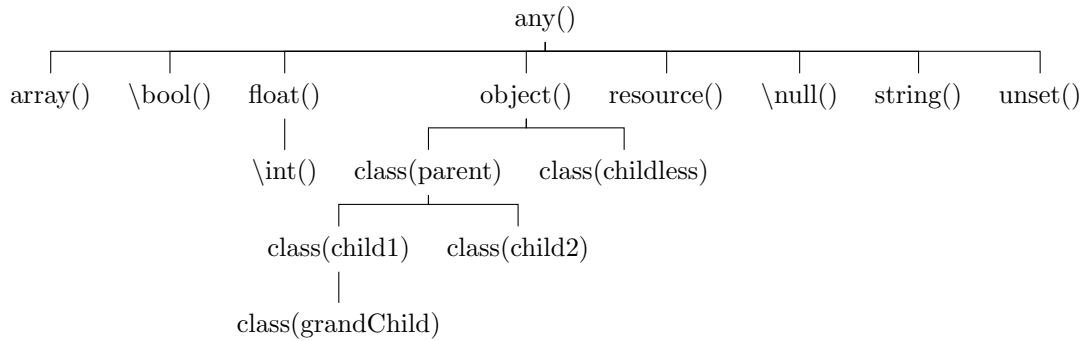 any()
array() \bool() float() object() resource() \null() string() unset()
\int() class(parent) class(childless)
class(child1) class(child2)
class(grandChild)